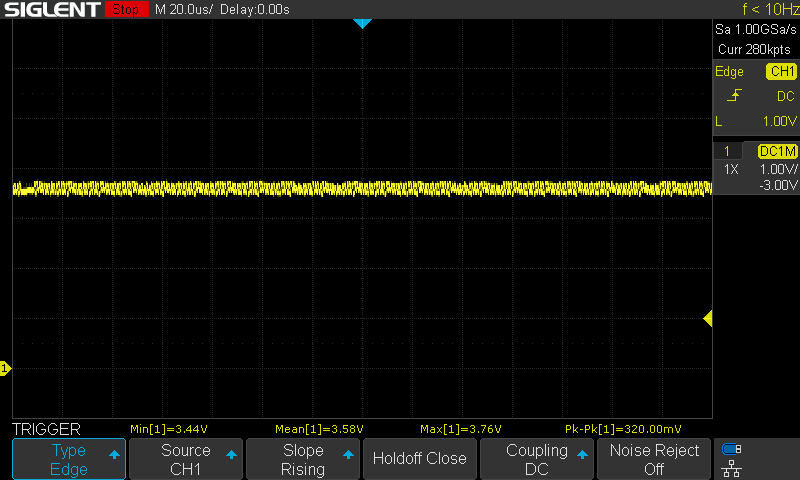 SIGLENT Stop M 20.0us/ Delay:0.00s f < 10Hz
Sa 1.00GSa/s
Curr 280kpts
Edge CH1
DC
L 1.00V
1 DC1M
1X 1.00V/
-3.00V
1
TRIGGER Min[1]=3.44V Mean[1]=3.58V Max[1]=3.76V Pk-Pk[1]=320.00mV
Type Source Slope Holdoff Close Coupling Noise Reject
Edge CH1 Rising DC Off